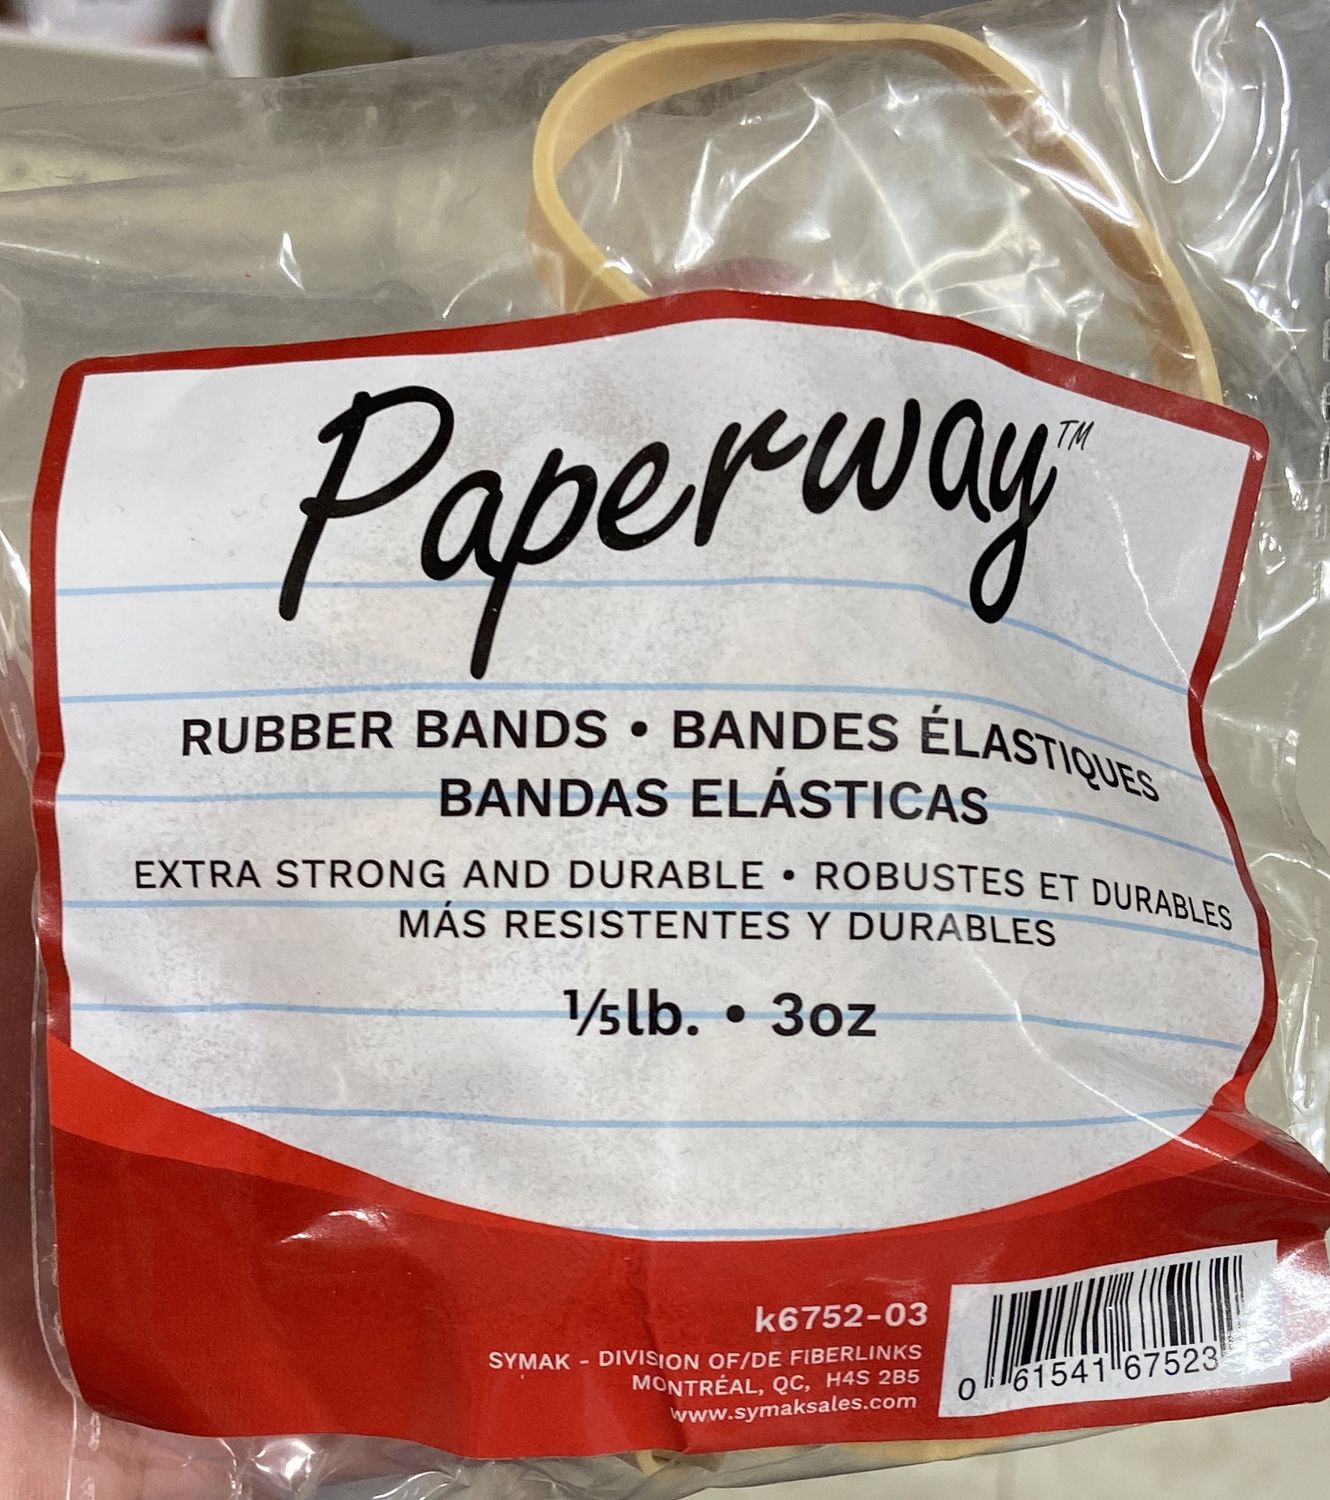 Paperway™
RUBBER BANDS • BANDES ÉLASTIQUES
BANDAS ELÁSTICAS
EXTRA STRONG AND DURABLE • ROBUSTES ET DURABLES
MÁS RESISTENTES Y DURABLES
⅕lb. • 3oz
k6752-03
SYMAK - DIVISION OF/DE FIBERLINKS
MONTRÉAL, QC, H4S 2B5
www.symaksales.com
0 61541 67523